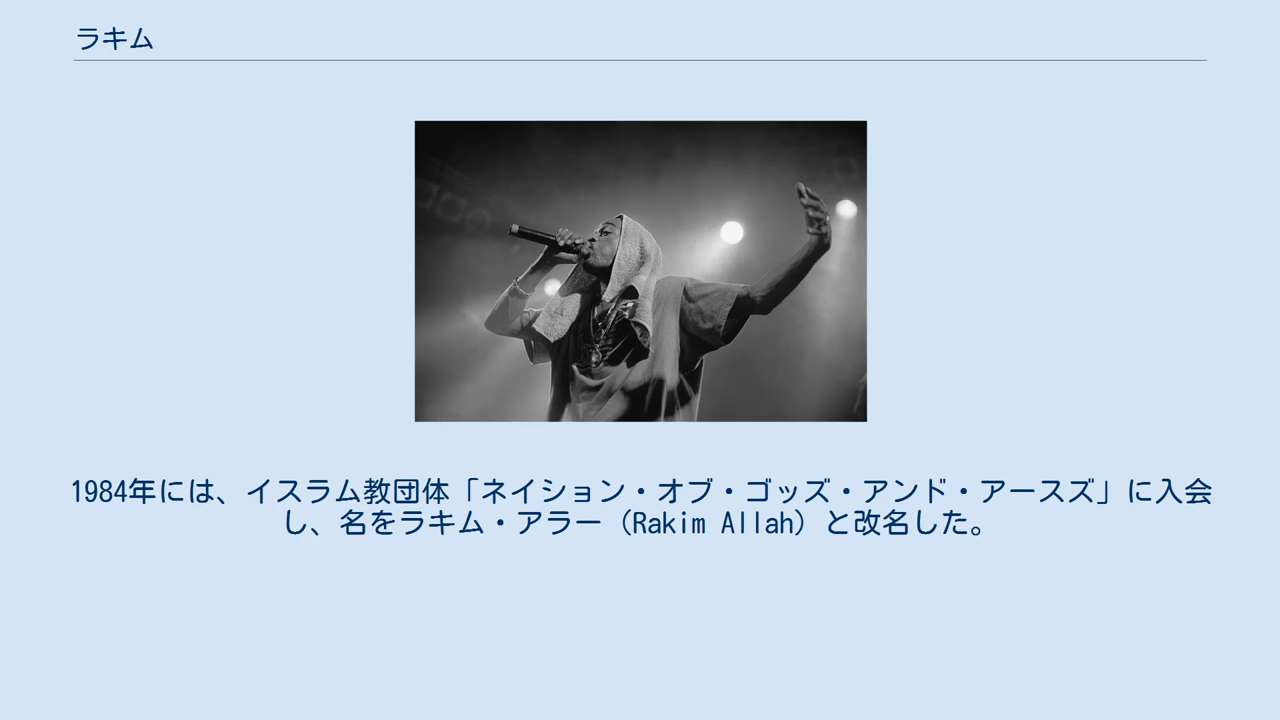 ラキム
1984年には、イスラム教団体「ネイション・オブ・ゴッズ・アンド・アースズ」に入会
し、名をラキム・アラー（Rakim Allah）と改名した。